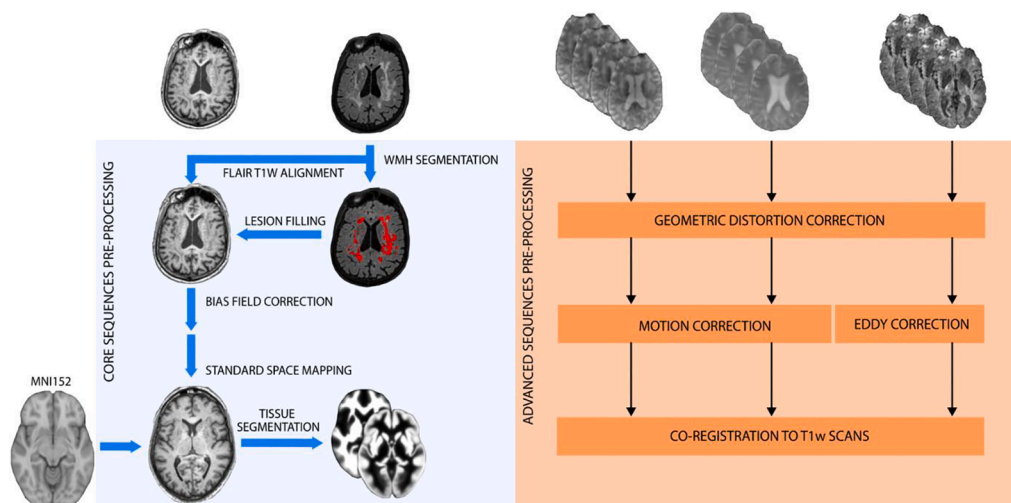 CORE SEQUENCES PRE-PROCESSING
WMH SEGMENTATION
FLAIR T1W ALIGNMENT
LESION FILLING
BIAS FIELD CORRECTION
STANDARD SPACE MAPPING
MNI152
TISSUE
SEGMENTATION
ADVANCED SEQUENCES PRE-PROCESSING
GEOMETRIC DISTORTION CORRECTION
MOTION CORRECTION
EDDY CORRECTION
CO-REGISTRATION TO T1w SCANS